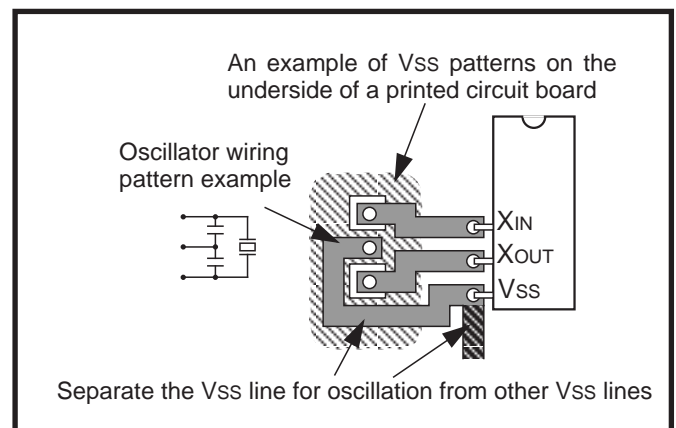 An example of VSS patterns on the
underside of a printed circuit board
Oscillator wiring
pattern example
XIN
XOUT
VSS
Separate the VSS line for oscillation from other VSS lines